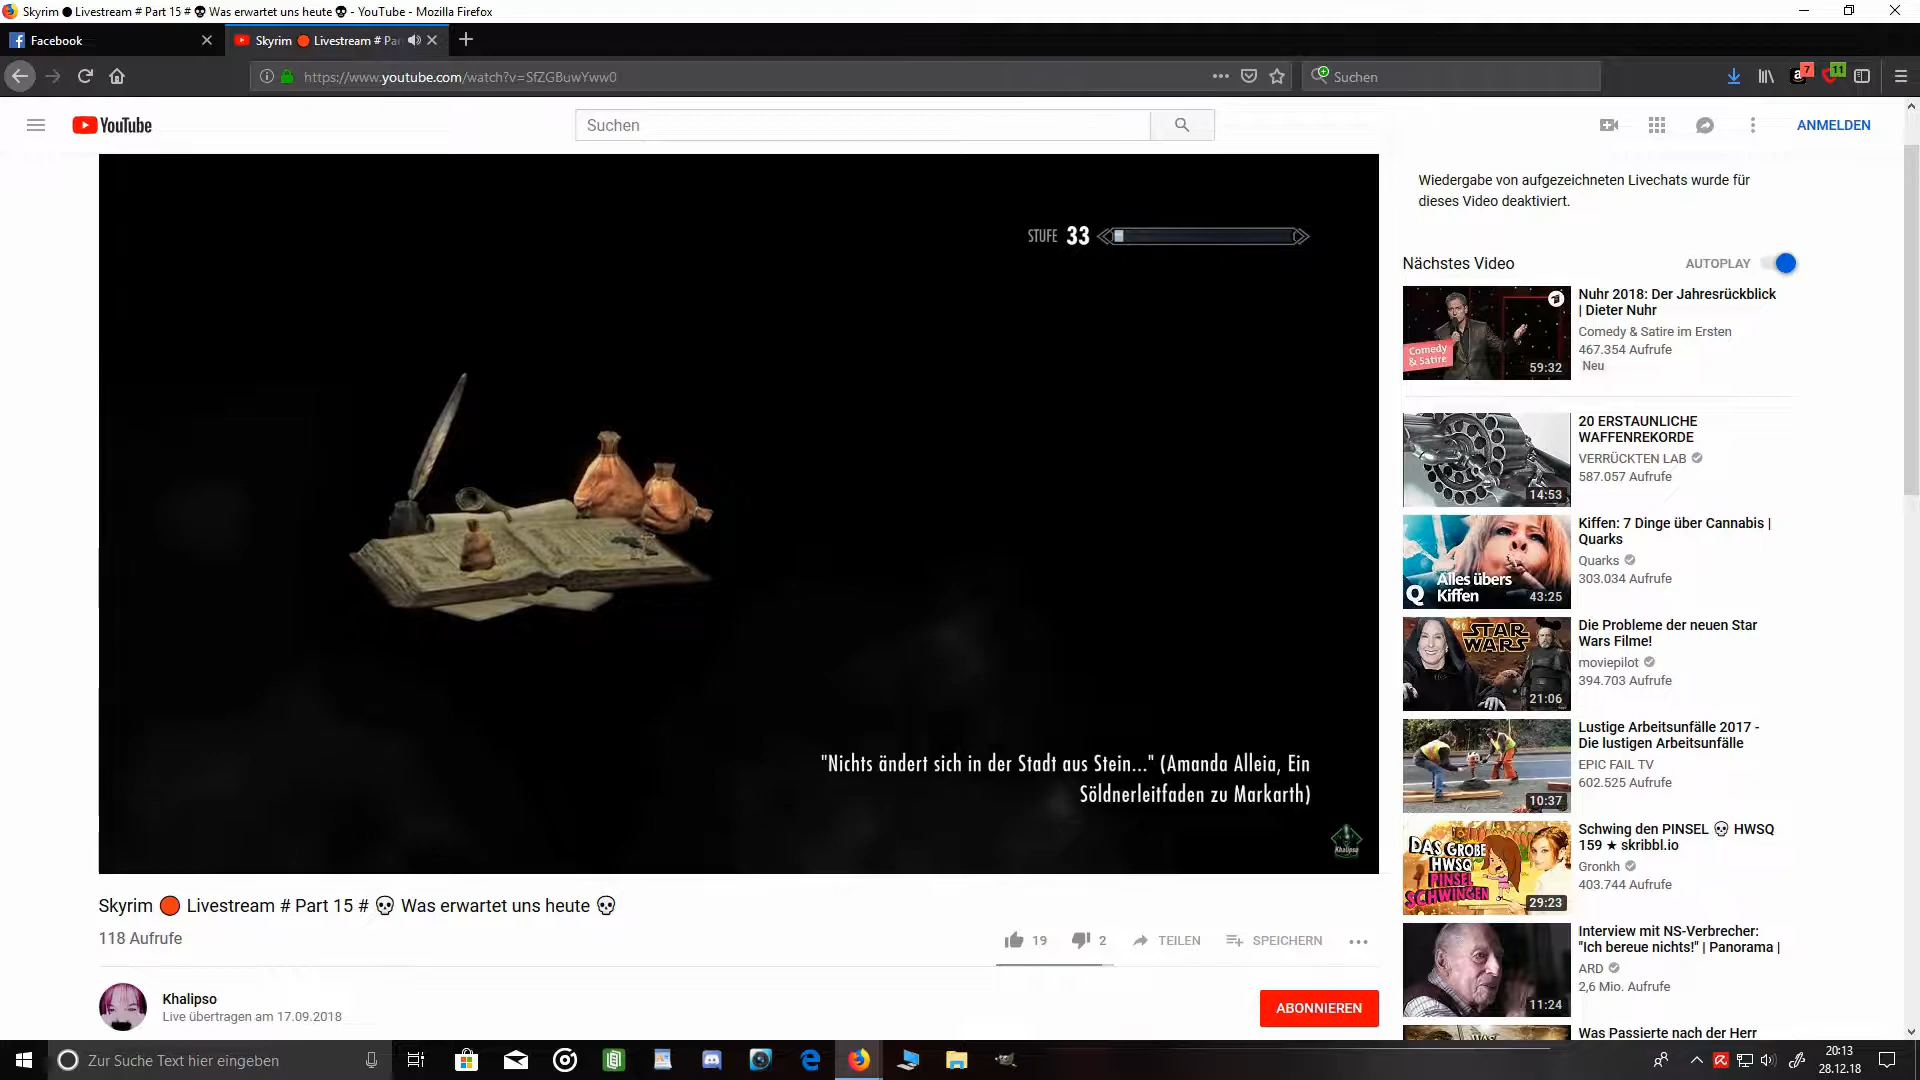 Skyrim ● Livestream # Part 15 # 💀 Was erwartet uns heute 💀 - YouTube - Mozilla Firefox
Facebook
Skyrim 🔴 Livestream # Par
https://www.youtube.com/watch?v=SfZGBuwYww0
Suchen
7
11
YouTube
Suchen
ANMELDEN
STUFE 33
"Nichts ändert sich in der Stadt aus Stein..." (Amanda Alleia, Ein
Söldnerleitfaden zu Markarth)
Khalipso
Skyrim 🔴 Livestream # Part 15 # 💀 Was erwartet uns heute 💀
118 Aufrufe
19
2
TEILEN
SPEICHERN
Khalipso
Live übertragen am 17.09.2018
ABONNIEREN
Wiedergabe von aufgezeichneten Livechats wurde für
dieses Video deaktiviert.
Nächstes Video
AUTOPLAY
Comedy
& Satire
59:32
Nuhr 2018: Der Jahresrückblick
| Dieter Nuhr
Comedy & Satire im Ersten
467.354 Aufrufe
Neu
14:53
20 ERSTAUNLICHE
WAFFENREKORDE
VERRÜCKTEN LAB
587.057 Aufrufe
Alles übers
Q Kiffen
43:25
Kiffen: 7 Dinge über Cannabis |
Quarks
Quarks
303.034 Aufrufe
STAR
WARS
21:06
Die Probleme der neuen Star
Wars Filme!
moviepilot
394.703 Aufrufe
10:37
Lustige Arbeitsunfälle 2017 -
Die lustigen Arbeitsunfälle
EPIC FAIL TV
602.525 Aufrufe
DAS GROẞE
HWSQ
PINSEL
SCHWINGEN
29:23
Schwing den PINSEL 💀 HWSQ
159 ★ skribbl.io
Gronkh
403.744 Aufrufe
11:24
Interview mit NS-Verbrecher:
"Ich bereue nichts!" | Panorama |
ARD
2,6 Mio. Aufrufe
Was Passierte nach der Herr
Zur Suche Text hier eingeben
20:13
28.12.18